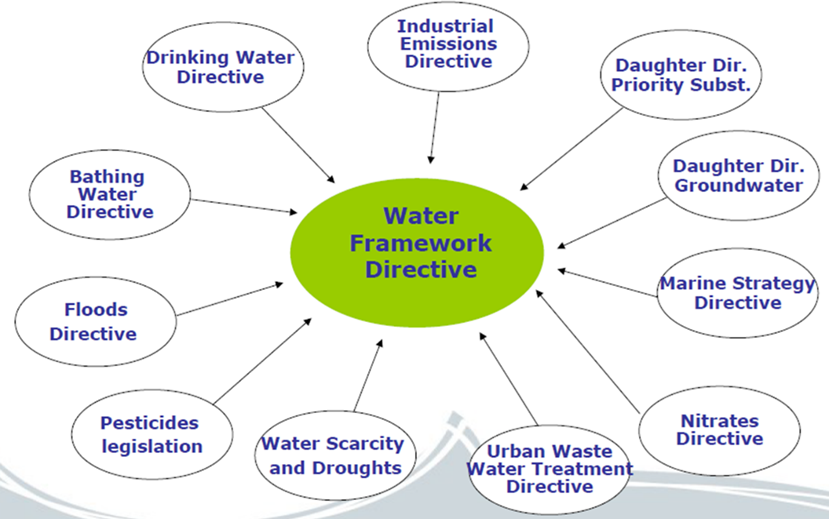 Industrial
Emissions
Directive
Drinking Water
Directive
Daughter Dir.
Priority Subst.
Bathing
Water
Directive
Daughter Dir.
Groundwater
Water
Framework
Directive
Floods
Directive
Marine Strategy
Directive
Pesticides
legislation
Water Scarcity
and Droughts
Urban Waste
Water Treatment
Directive
Nitrates
Directive